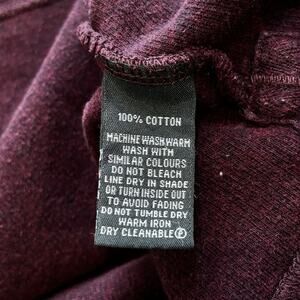 100% COTTON
MACHINE WASH WARM
WASH WITH
SIMILAR COLOURS
DO NOT BLEACH
LINE DRY IN SHADE
OR TURN INSIDE OUT
TO AVOID FADING
DO NOT TUMBLE DRY
WARM IRON
DRY CLEANABLE Ⓟ